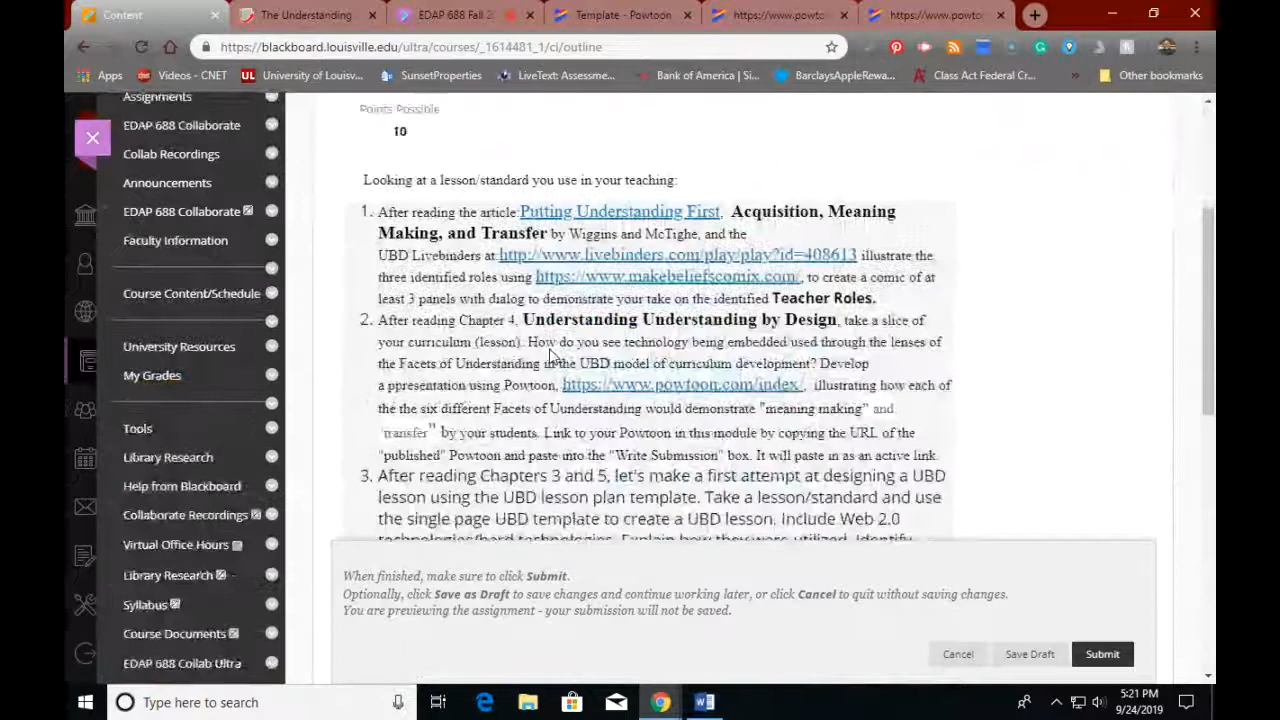 Content
The Understanding
EDAP 688 Fall 2
Template - Powtoon
https://www.powto
https://www.powto
https://blackboard.louisville.edu/ultra/courses/_1614481_1/cl/outline
Apps
Videos - CNET
UL University of Louisv...
SunsetProperties
LiveText: Assessme...
Bank of America | Si...
BarclaysAppleRewa...
Class Act Federal Cr...
»
Other bookmarks
Assignments
EDAP 688 Collaborate
Collab Recordings
Announcements
EDAP 688 Collaborate
Faculty Information
Course Content/Schedule
University Resources
My Grades
Tools
Library Research
Help from Blackboard
Collaborate Recordings
Virtual Office Hours
Library Research
Syllabus
Course Documents
EDAP 688 Collab Ultra
Points Possible
10
Looking at a lesson/standard you use in your teaching:
1. After reading the article Putting Understanding First, Acquisition, Meaning
Making, and Transfer by Wiggins and McTighe, and the
UBD Livebinders at http://www.livebinders.com/play/play?id=408613 illustrate the
three identified roles using https://www.makebeliefscomix.com/, to create a comic of at
least 3 panels with dialog to demonstrate your take on the identified Teacher Roles.
2. After reading Chapter 4, Understanding Understanding by Design, take a slice of
your curriculum (lesson). How do you see technology being embedded used through the lenses of
the Facets of Understanding in the UBD model of curriculum development? Develop
a ppresentation using Powtoon, https://www.powtoon.com/index/, illustrating how each of
the the six different Facets of Uunderstanding would demonstrate "meaning making" and
"transfer" by your students. Link to your Powtoon in this module by copying the URL of the
"published" Powtoon and paste into the "Write Submission" box. It will paste in as an active link.
3. After reading Chapters 3 and 5, let's make a first attempt at designing a UBD
lesson using the UBD lesson plan template. Take a lesson/standard and use
the single page UBD template to create a UBD lesson. Include Web 2.0
technologies/hard technologies. Explain how they were utilized. Identify
When finished, make sure to click Submit.
Optionally, click Save as Draft to save changes and continue working later, or click Cancel to quit without saving changes.
You are previewing the assignment - your submission will not be saved.
Cancel
Save Draft
Submit
Type here to search
5:21 PM
9/24/2019